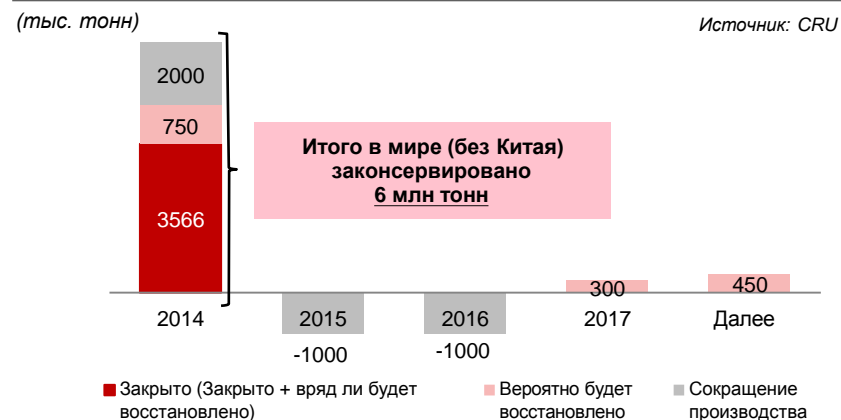 (тыс. тонн)
Источник: CRU
2000
750
3566
Итого в мире (без Китая)
законсервировано
6 млн тонн
300
450
2014
2015
2016
2017
Далее
-1000
-1000
Закрыто (Закрыто + вряд ли будет
восстановлено)
Вероятно будет
восстановлено
Сокращение
производства